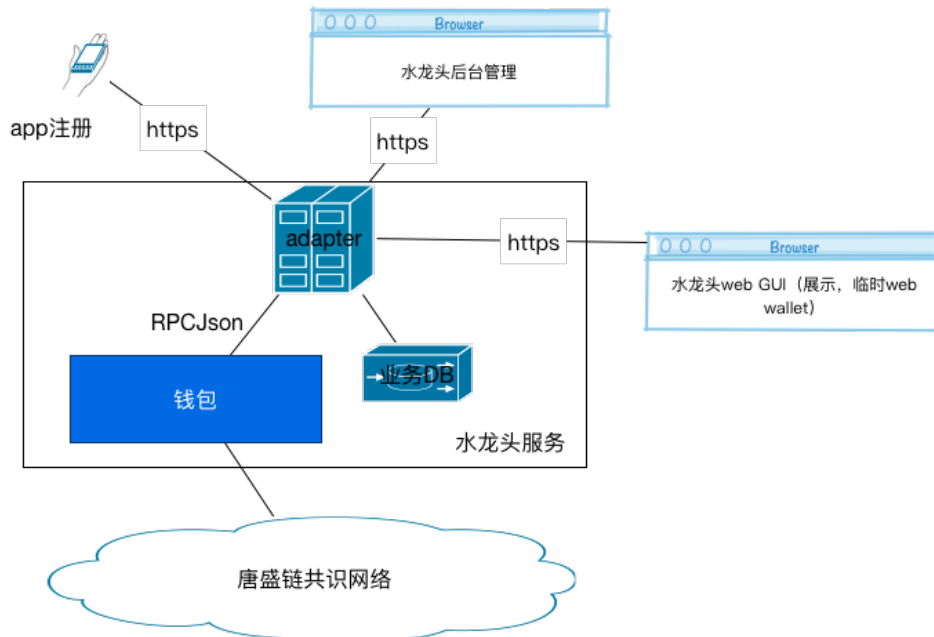 Browser
水龙头后台管理
app注册
https
https
adapter
https
Browser
水龙头web GUI（展示，临时web
wallet）
RPCJson
业务DB
钱包
水龙头服务
唐盛链共识网络